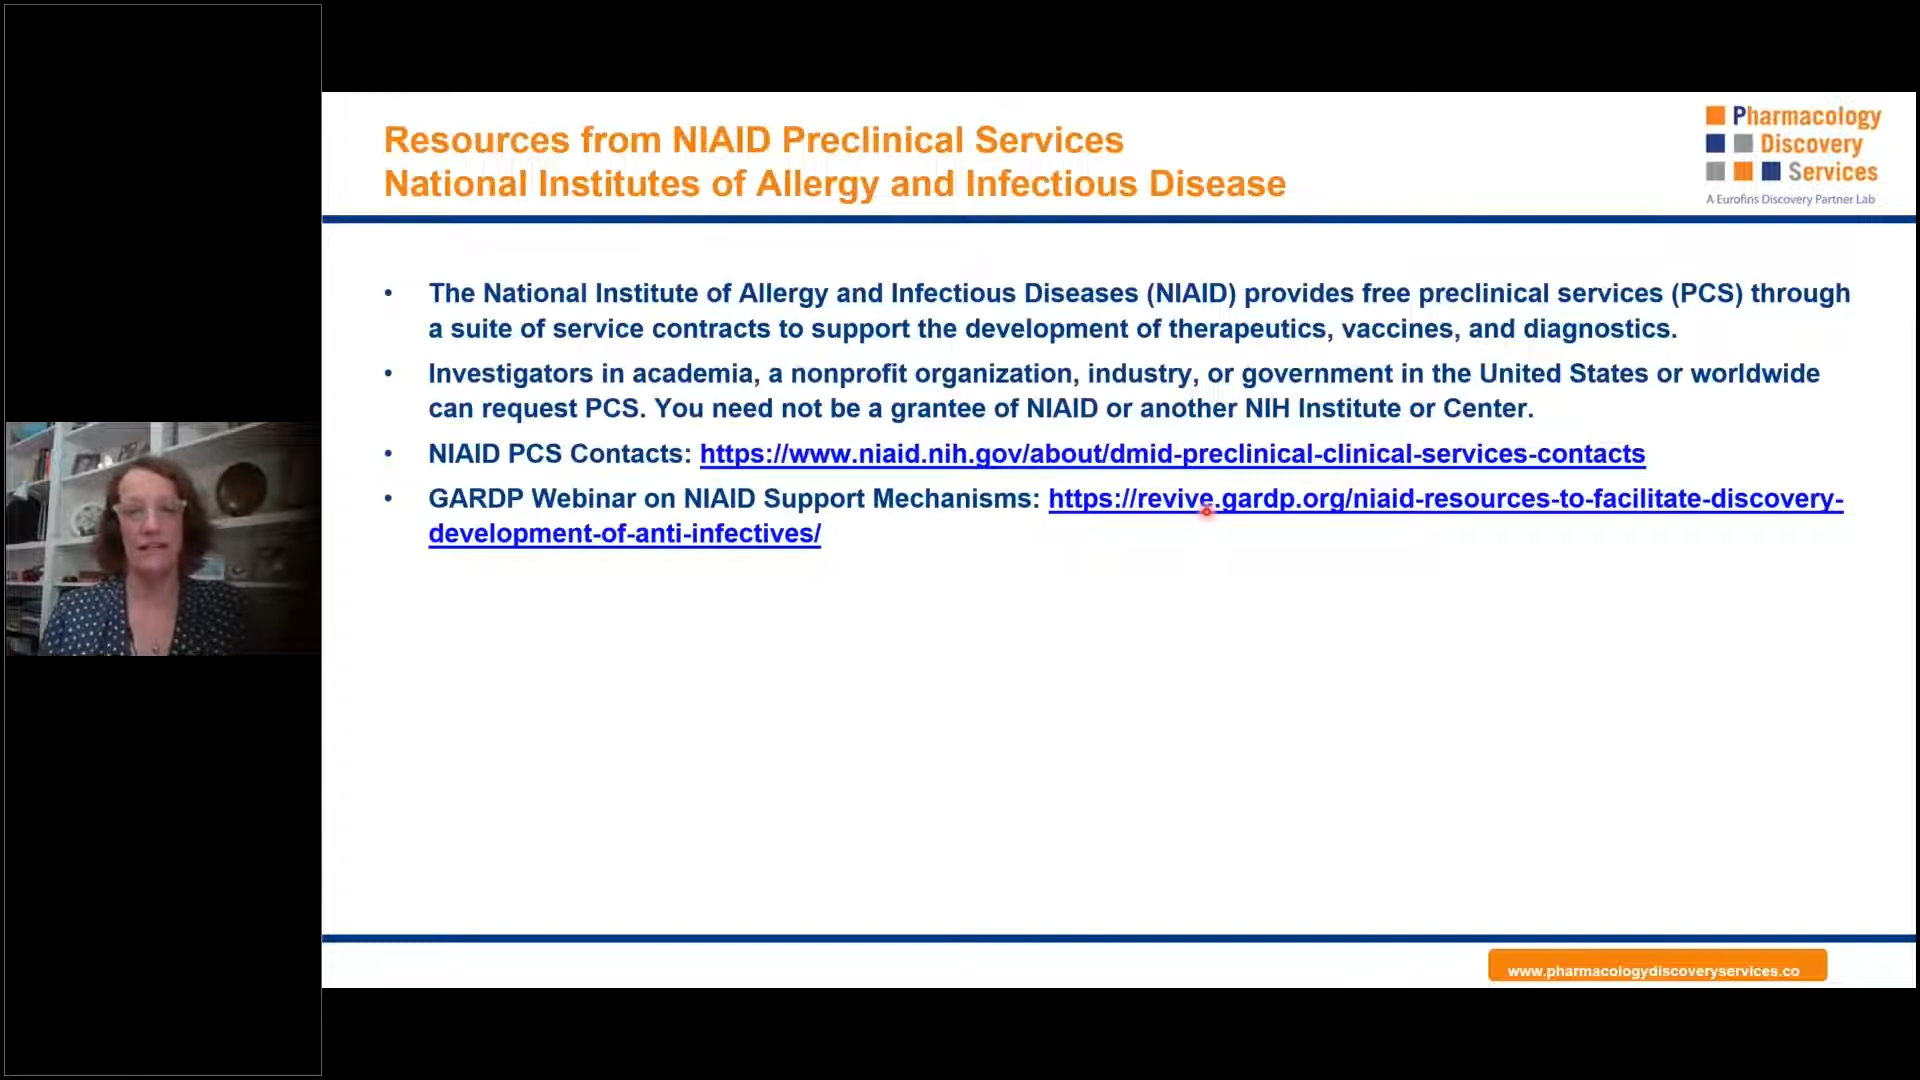 Resources from NIAID Preclinical Services
National Institutes of Allergy and Infectious Disease
Pharmacology
Discovery
Services
A Eurofins Discovery Partner Lab
• The National Institute of Allergy and Infectious Diseases (NIAID) provides free preclinical services (PCS) through
a suite of service contracts to support the development of therapeutics, vaccines, and diagnostics.
• Investigators in academia, a nonprofit organization, industry, or government in the United States or worldwide
can request PCS. You need not be a grantee of NIAID or another NIH Institute or Center.
• NIAID PCS Contacts: https://www.niaid.nih.gov/about/dmid-preclinical-clinical-services-contacts
• GARDP Webinar on NIAID Support Mechanisms: https://revive.gardp.org/niaid-resources-to-facilitate-discovery-
development-of-anti-infectives/
www.pharmacologydiscoveryservices.co